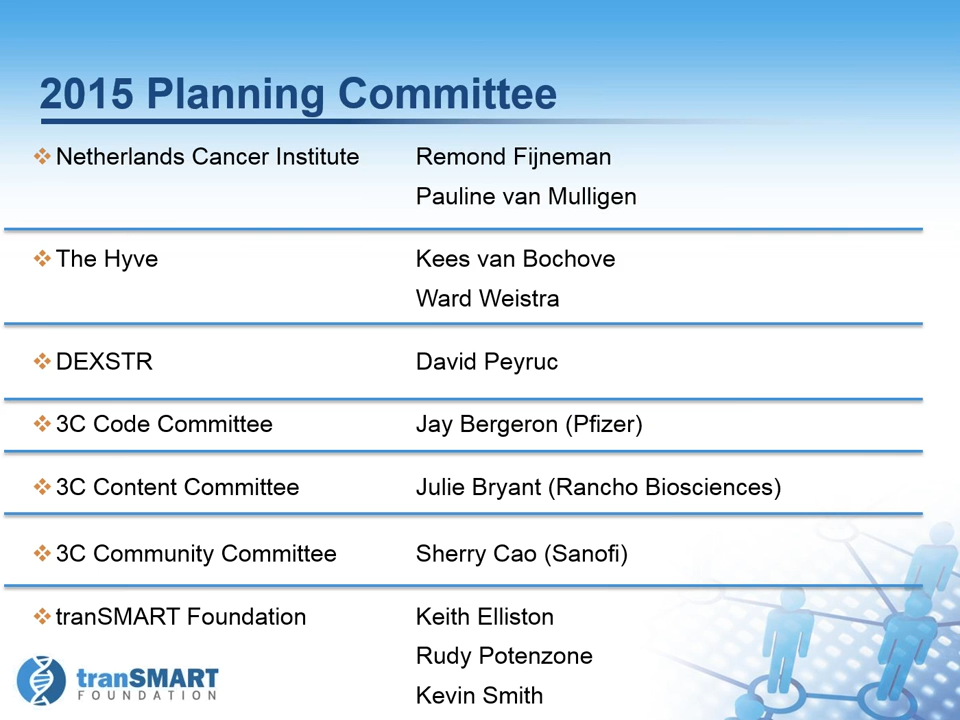 2015 Planning Committee
❖ Netherlands Cancer Institute Remond Fijneman
Pauline van Mulligen
❖ The Hyve Kees van Bochove
Ward Weistra
❖ DEXSTR David Peyruc
❖ 3C Code Committee Jay Bergeron (Pfizer)
❖ 3C Content Committee Julie Bryant (Rancho Biosciences)
❖ 3C Community Committee Sherry Cao (Sanofi)
❖ tranSMART Foundation Keith Elliston
Rudy Potenzone
Kevin Smith
tranSMART
FOUNDATION